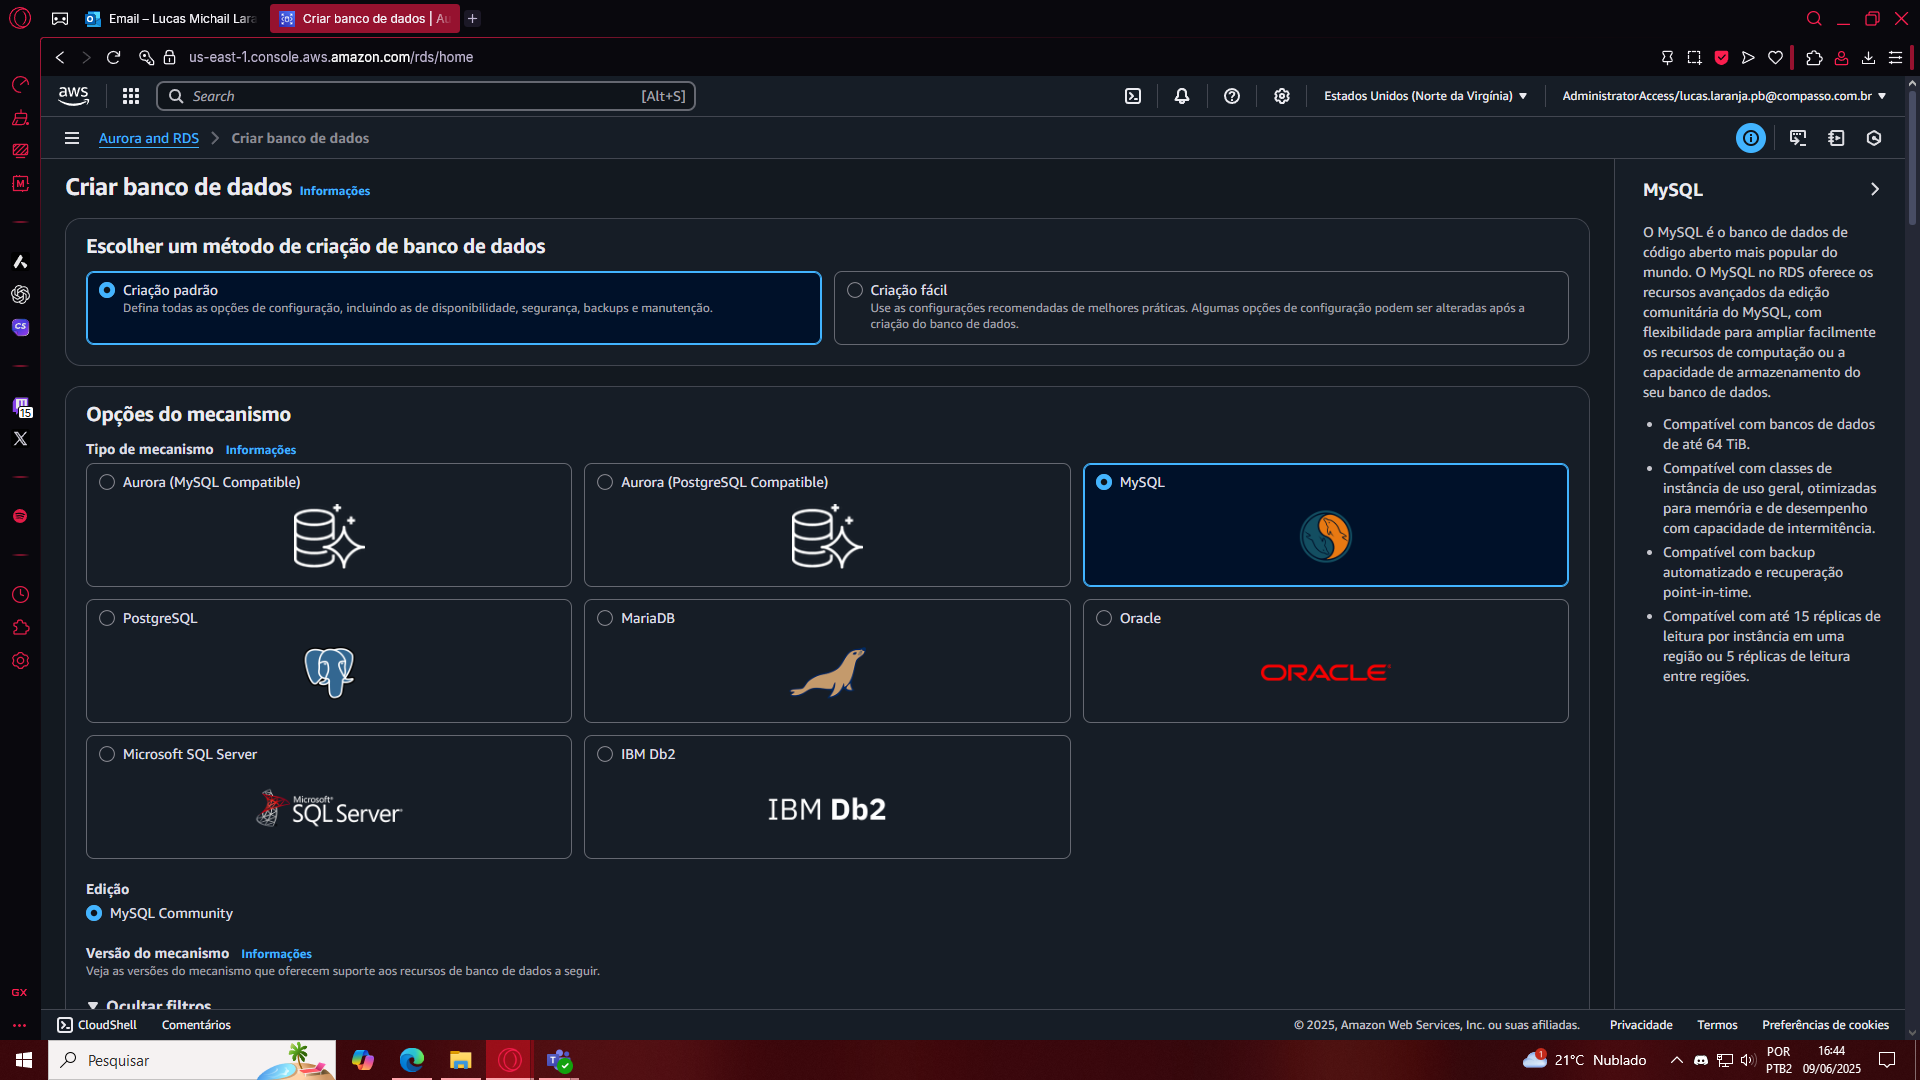 Email – Lucas Michail Lara
Criar banco de dados | Au
us-east-1.console.aws.amazon.com/rds/home
aws
Search
[Alt+S]
Estados Unidos (Norte da Virgínia)
AdministratorAccess/lucas.laranja.pb@compasso.com.br
Aurora and RDS
Criar banco de dados
Criar banco de dados Informações
Escolher um método de criação de banco de dados
Criação padrão
Defina todas as opções de configuração, incluindo as de disponibilidade, segurança, backups e manutenção.
Criação fácil
Use as configurações recomendadas de melhores práticas. Algumas opções de configuração podem ser alteradas após a
criação do banco de dados.
Opções do mecanismo
Tipo de mecanismo Informações
Aurora (MySQL Compatible)
Aurora (PostgreSQL Compatible)
MySQL
PostgreSQL
MariaDB
Oracle
ORACLE
Microsoft SQL Server
Microsoft
SQL Server
IBM Db2
IBM Db2
Edição
MySQL Community
Versão do mecanismo Informações
Veja as versões do mecanismo que oferecem suporte aos recursos de banco de dados a seguir.
Ocultar filtros
MySQL
O MySQL é o banco de dados de
código aberto mais popular do
mundo. O MySQL no RDS oferece os
recursos avançados da edição
comunitária do MySQL, com
flexibilidade para ampliar facilmente
os recursos de computação ou a
capacidade de armazenamento do
seu banco de dados.
• Compatível com bancos de dados
de até 64 TiB.
• Compatível com classes de
instância de uso geral, otimizadas
para memória e de desempenho
com capacidade de intermitência.
• Compatível com backup
automatizado e recuperação
point-in-time.
• Compatível com até 15 réplicas de
leitura por instância em uma
região ou 5 réplicas de leitura
entre regiões.
M
CS
15
GX
CloudShell
Comentários
© 2025, Amazon Web Services, Inc. ou suas afiliadas.
Privacidade
Termos
Preferências de cookies
Pesquisar
1
21°C Nublado
POR
PTB2
16:44
09/06/2025